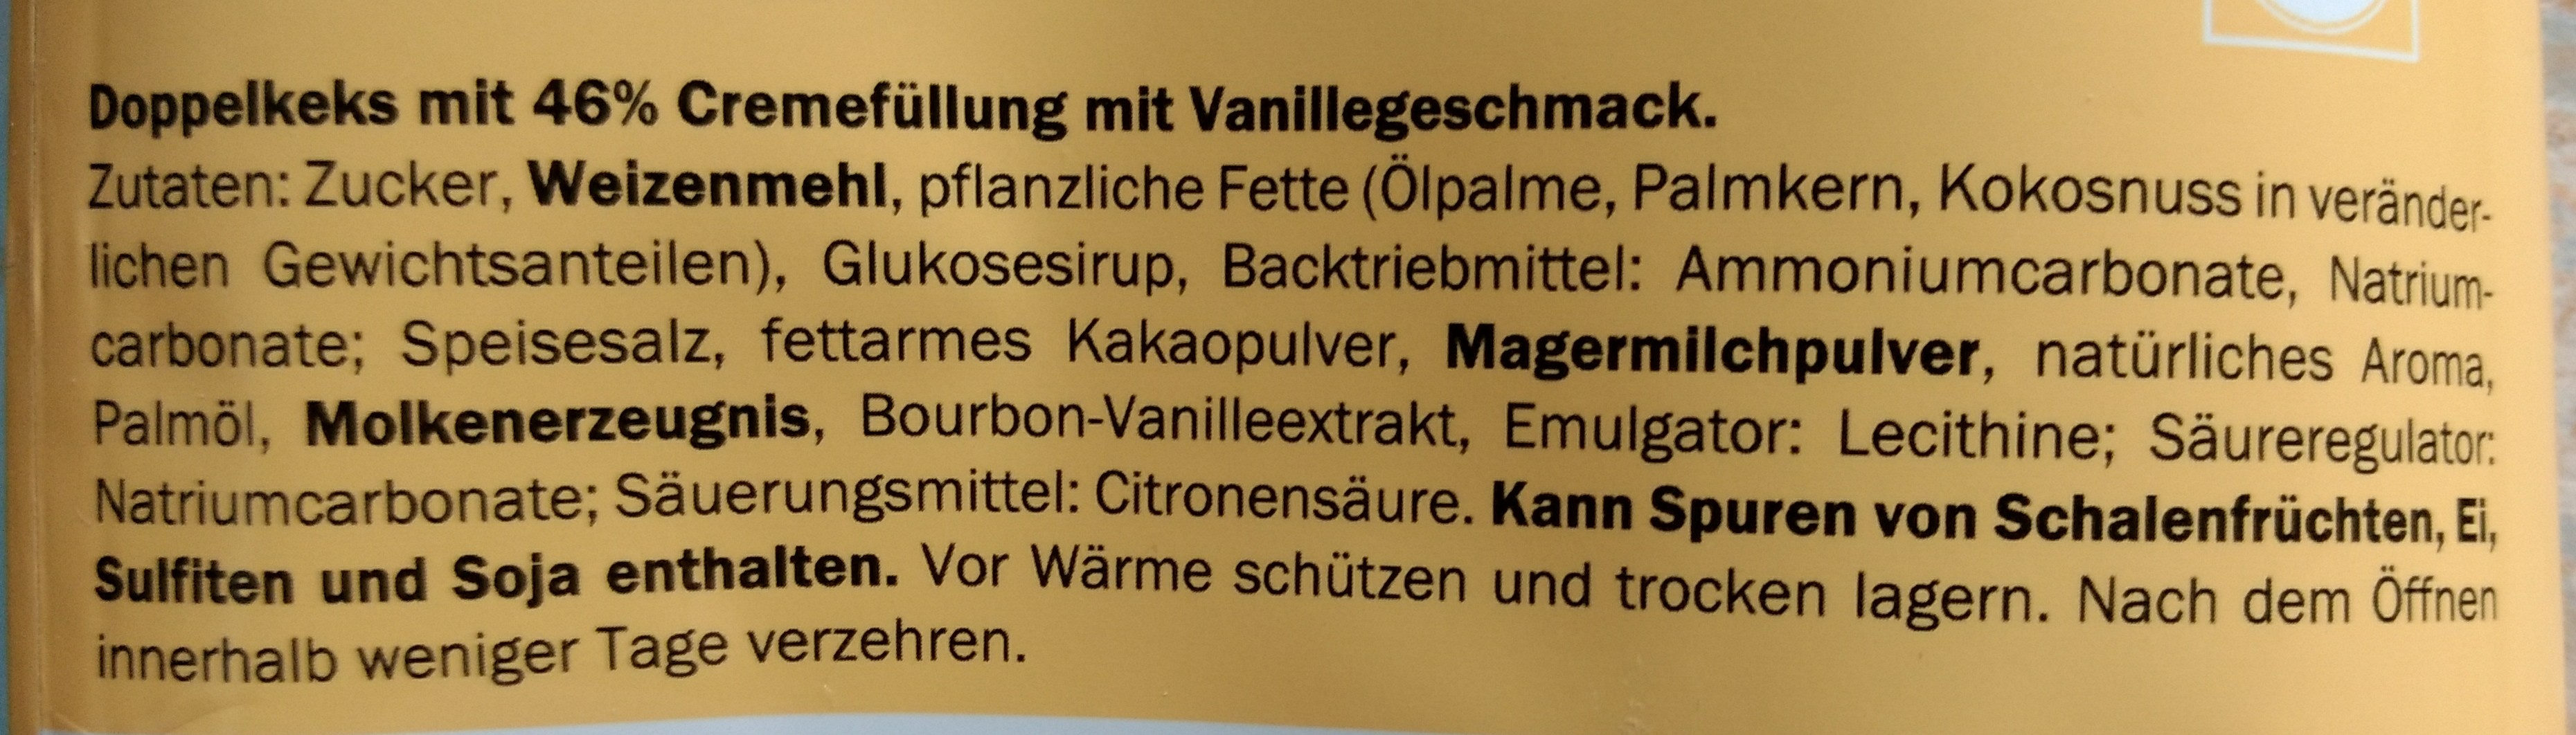 Doppelkeks mit 46% Cremefüllung mit Vanillegeschmack.
Zutaten: Zucker, Weizenmehl, pflanzliche Fette (Ölpalme, Palmkern, Kokosnuss in veränder-
lichen Gewichtsanteilen), Glukosesirup, Backtriebmittel: Ammoniumcarbonate, Natrium-
carbonate; Speisesalz, fettarmes Kakaopulver, Magermilchpulver, natürliches Aroma,
Palmöl, Molkenerzeugnis, Bourbon-Vanilleextrakt, Emulgator: Lecithine; Säureregulator:
Natriumcarbonate; Säuerungsmittel: Citronensäure. Kann Spuren von Schalenfrüchten, Ei,
Sulfiten und Soja enthalten. Vor Wärme schützen und trocken lagern. Nach dem Öffnen
innerhalb weniger Tage verzehren.